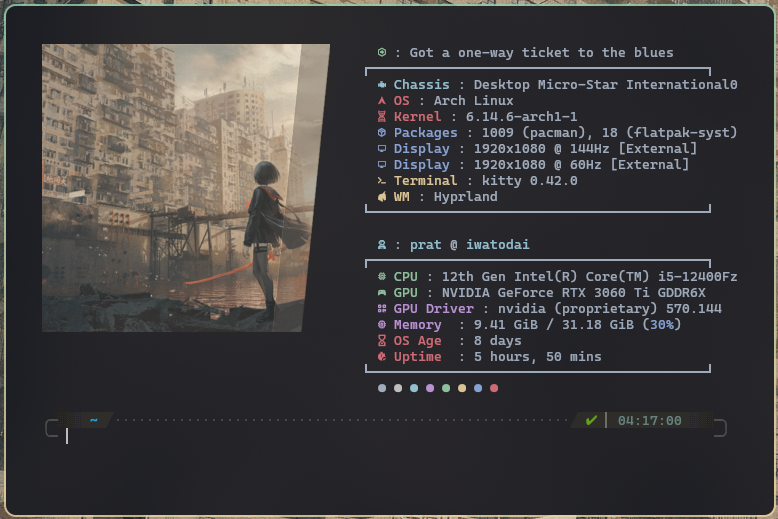 : Got a one-way ticket to the blues
Chassis : Desktop Micro-Star International0
OS : Arch Linux
Kernel : 6.14.6-arch1-1
Packages : 1009 (pacman), 18 (flatpak-syst)
Display : 1920x1080 @ 144Hz [External]
Display : 1920x1080 @ 60Hz [External]
Terminal : kitty 0.42.0
WM : Hyprland
: prat @ iwatodai
CPU : 12th Gen Intel(R) Core(TM) i5-12400Fz
GPU : NVIDIA GeForce RTX 3060 Ti GDDR6X
GPU Driver : nvidia (proprietary) 570.144
Memory : 9.41 GiB / 31.18 GiB (30%)
OS Age : 8 days
Uptime : 5 hours, 50 mins
~ ✔ 04:17:00